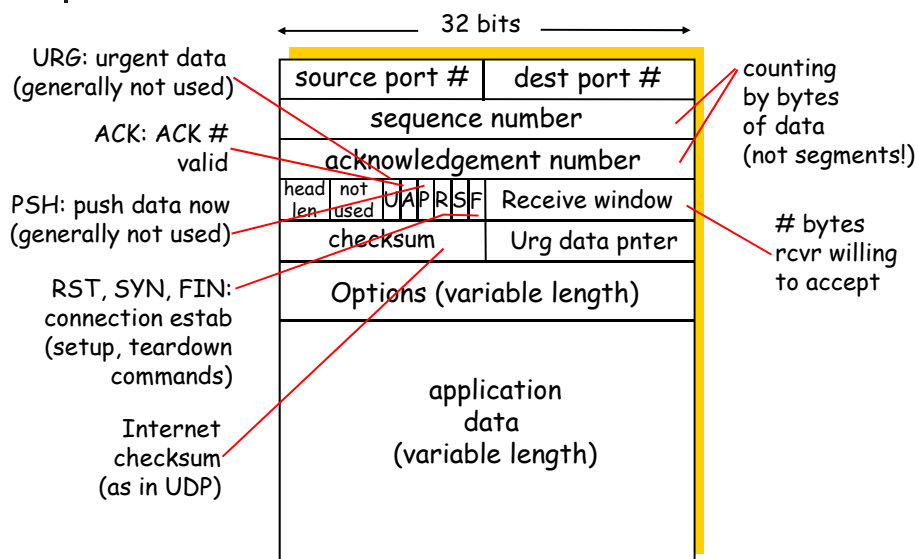 32 bits
URG: urgent data
(generally not used)
ACK: ACK #
valid
PSH: push data now
(generally not used)
RST, SYN, FIN:
connection estab
(setup, teardown
commands)
Internet
checksum
(as in UDP)
source port #
dest port #
sequence number
acknowledgement number
head
len
not
used
U
A
P
R
S
F
Receive window
checksum
Urg data pnter
Options (variable length)
application
data
(variable length)
counting
by bytes
of data
(not segments!)
# bytes
rcvr willing
to accept